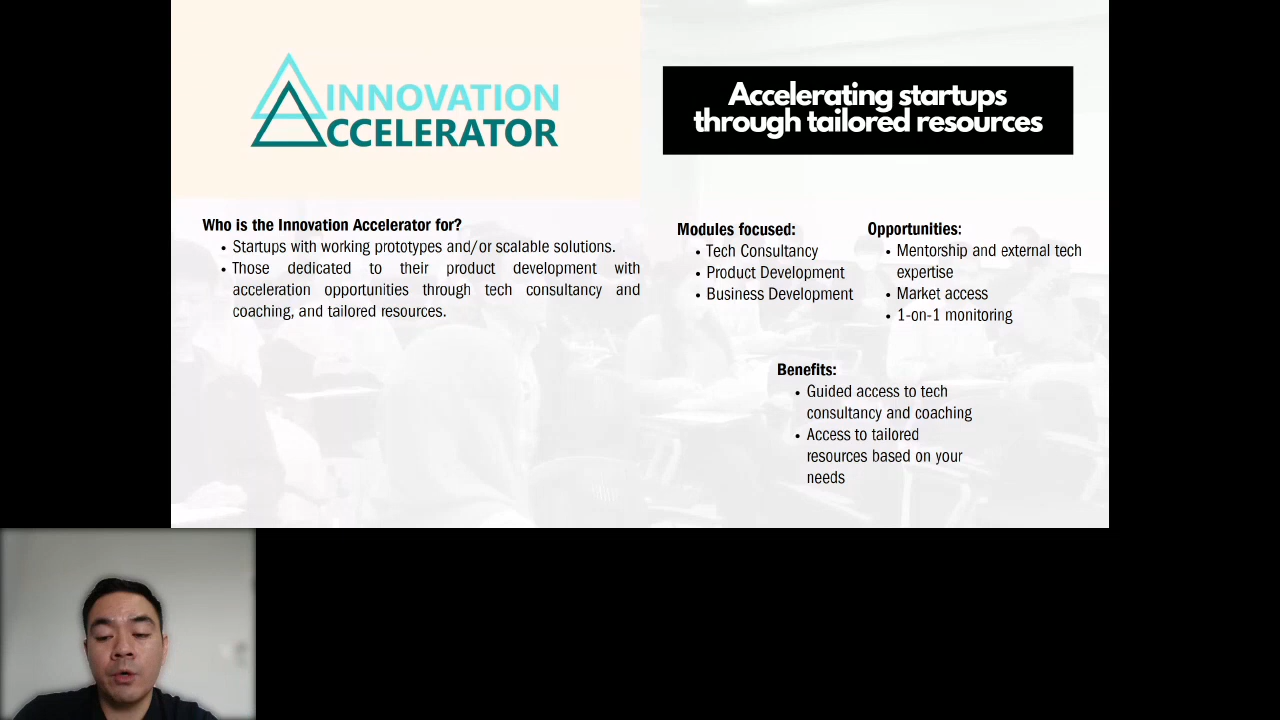 INNOVATION
CCELERATOR
Accelerating startups
through tailored resources
Who is the Innovation Accelerator for?
• Startups with working prototypes and/or scalable solutions.
• Those dedicated to their product development with
acceleration opportunities through tech consultancy and
coaching, and tailored resources.
Modules focused:
• Tech Consultancy
• Product Development
• Business Development
Opportunities:
• Mentorship and external tech
expertise
• Market access
• 1-on-1 monitoring
Benefits:
• Guided access to tech
consultancy and coaching
• Access to tailored
resources based on your
needs